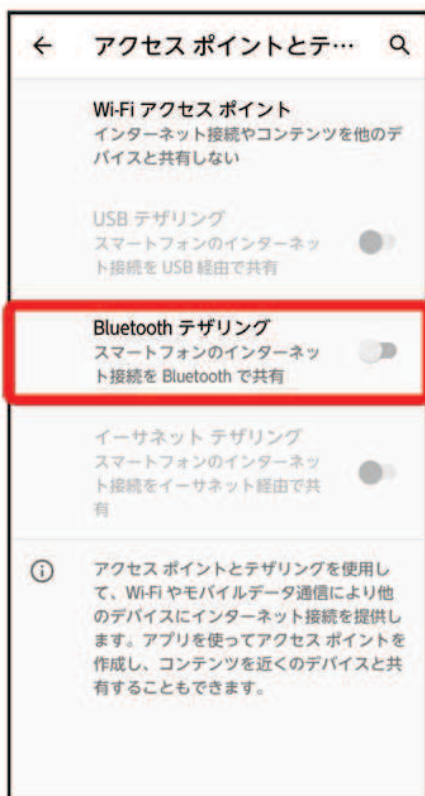 アクセス ポイントとテ…
Wi-Fi アクセス ポイント
インターネット接続やコンテンツを他のデ
バイスと共有しない
USB テザリング
スマートフォンのインターネッ
ト接続を USB 経由で共有
Bluetooth テザリング
スマートフォンのインターネッ
ト接続を Bluetooth で共有
イーサネット テザリング
スマートフォンのインターネッ
ト接続をイーサネット経由で共
有
アクセス ポイントとテザリングを使用し
て、Wi-Fi やモバイルデータ通信により他
のデバイスにインターネット接続を提供し
ます。アプリを使ってアクセス ポイントを
作成し、コンテンツを近くのデバイスと共
有することもできます。